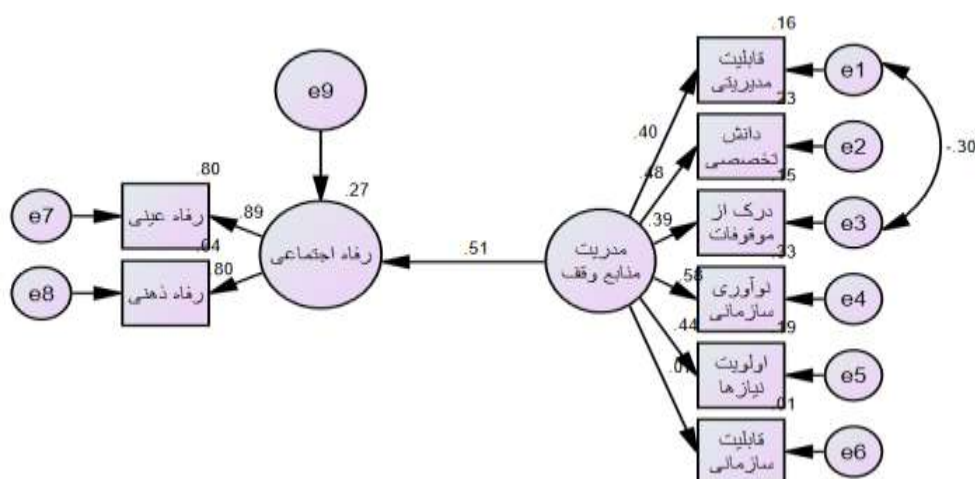 .16
قابلیت
مدیریتی
e1
.23
.40
دانش
تخصصی
e2
-.30
.48
.15
درک از
موقوفات
e3
.39
.33
.58
نوآوری
سازمانی
e4
.19
.44
اولویت
نیازها
e5
.01
قابلیت
سازمانی
e6
مدریت
منابع وقف
.51
e9
.27
رفاه اجتماعی
.80
.89
رفاه عینی
e7
.04
.80
رفاه ذهنی
e8